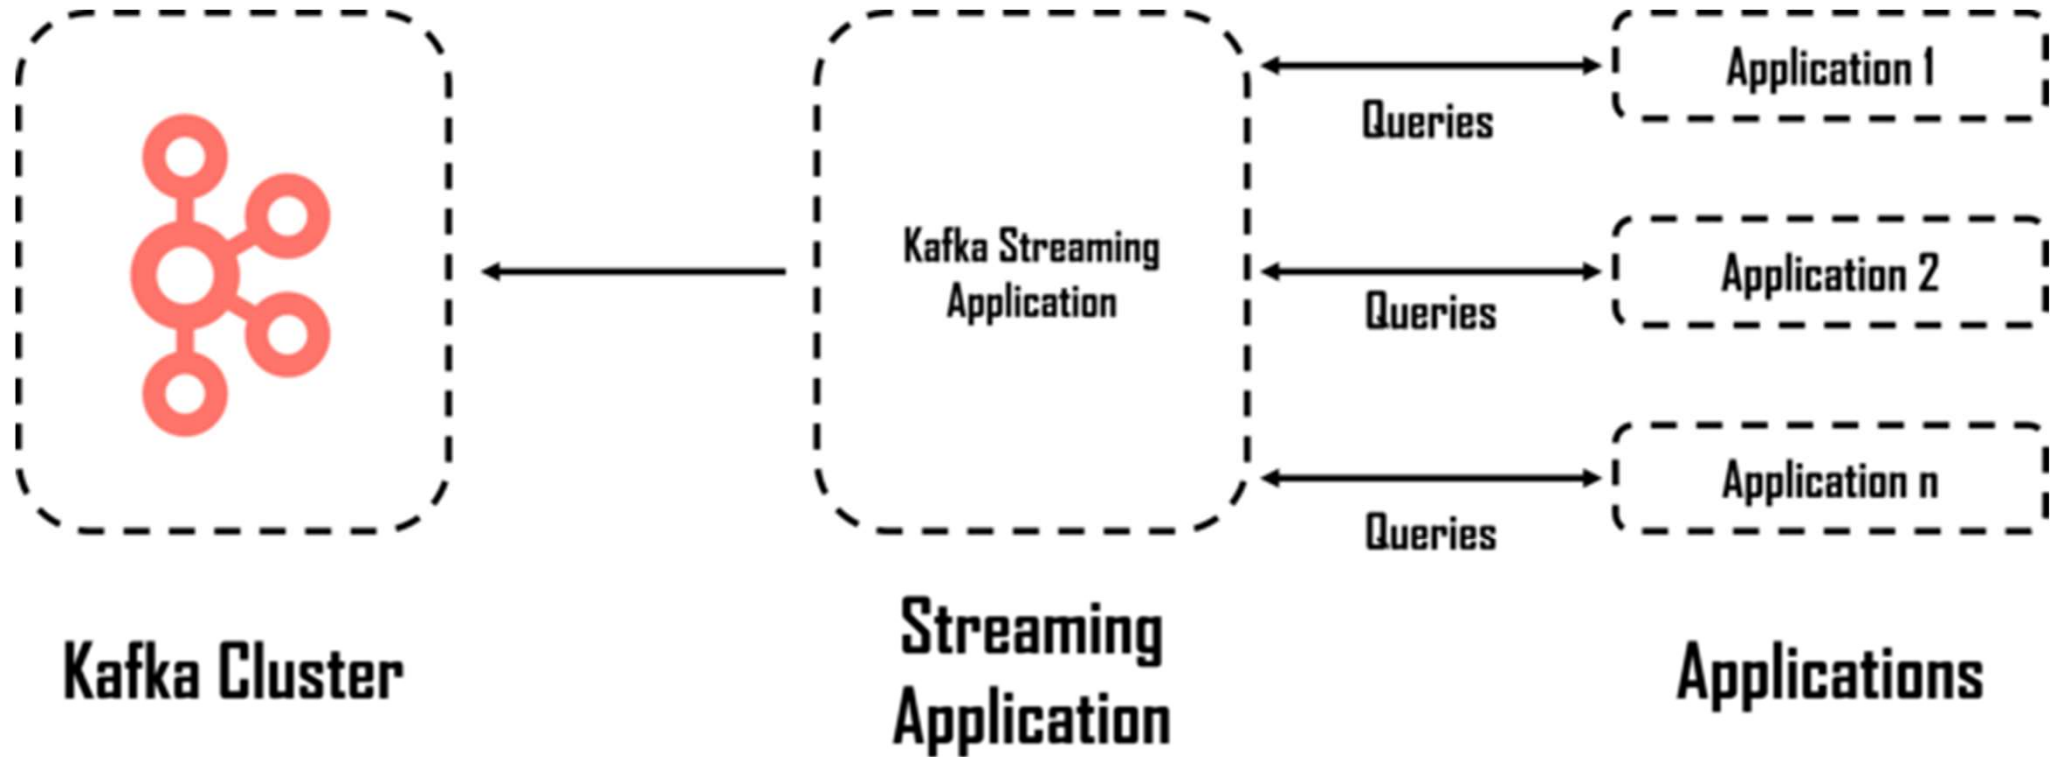 Application 1
Queries
Kafka Streaming
Application
Application 2
Queries
Application n
Queries
Kafka Cluster
Streaming
Application
Applications